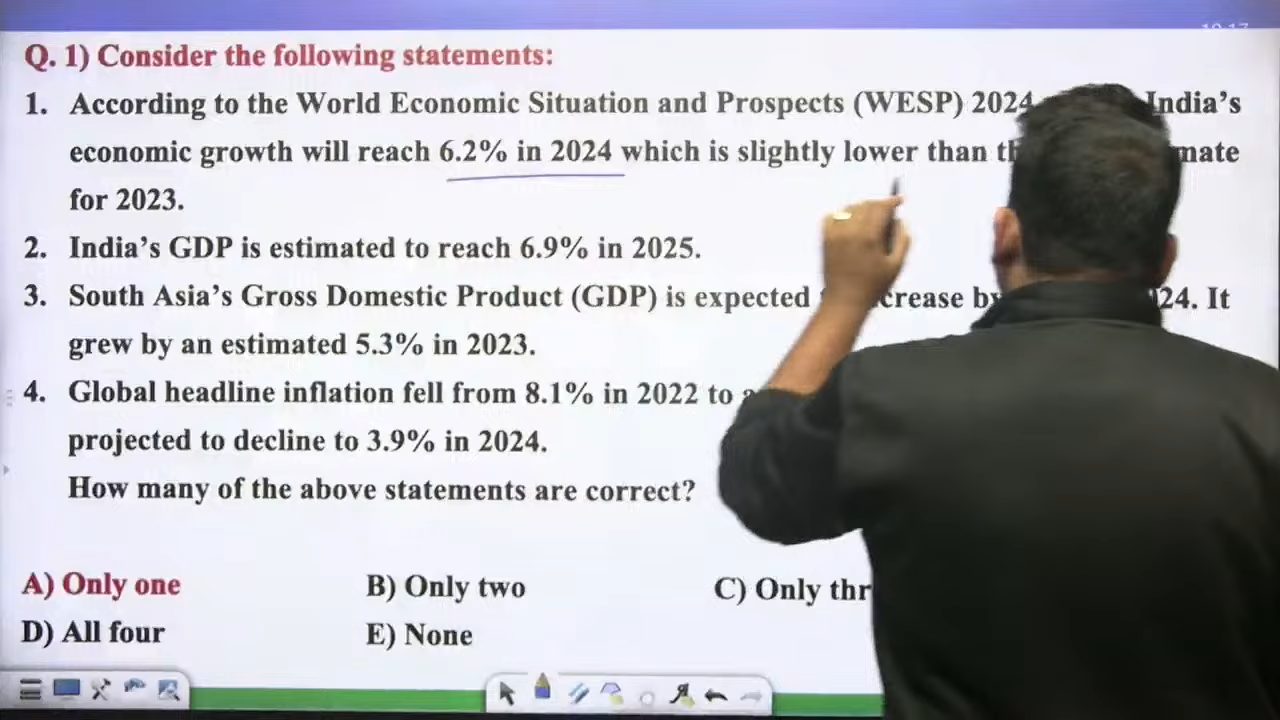 Q. 1) Consider the following statements:
1. According to the World Economic Situation and Prospects (WESP) 2024 India's
economic growth will reach 6.2% in 2024 which is slightly lower than
for 2023.
2. India's GDP is estimated to reach 6.9% in 2025.
3. South Asia's Gross Domestic Product (GDP) is expected 24. It
grew by an estimated 5.3% in 2023.
4. Global headline inflation fell from 8.1% in 2022 to
projected to decline to 3.9% in 2024.
How many of the above statements are correct?
A) Only one B) Only two C) Only
D) All four E) None